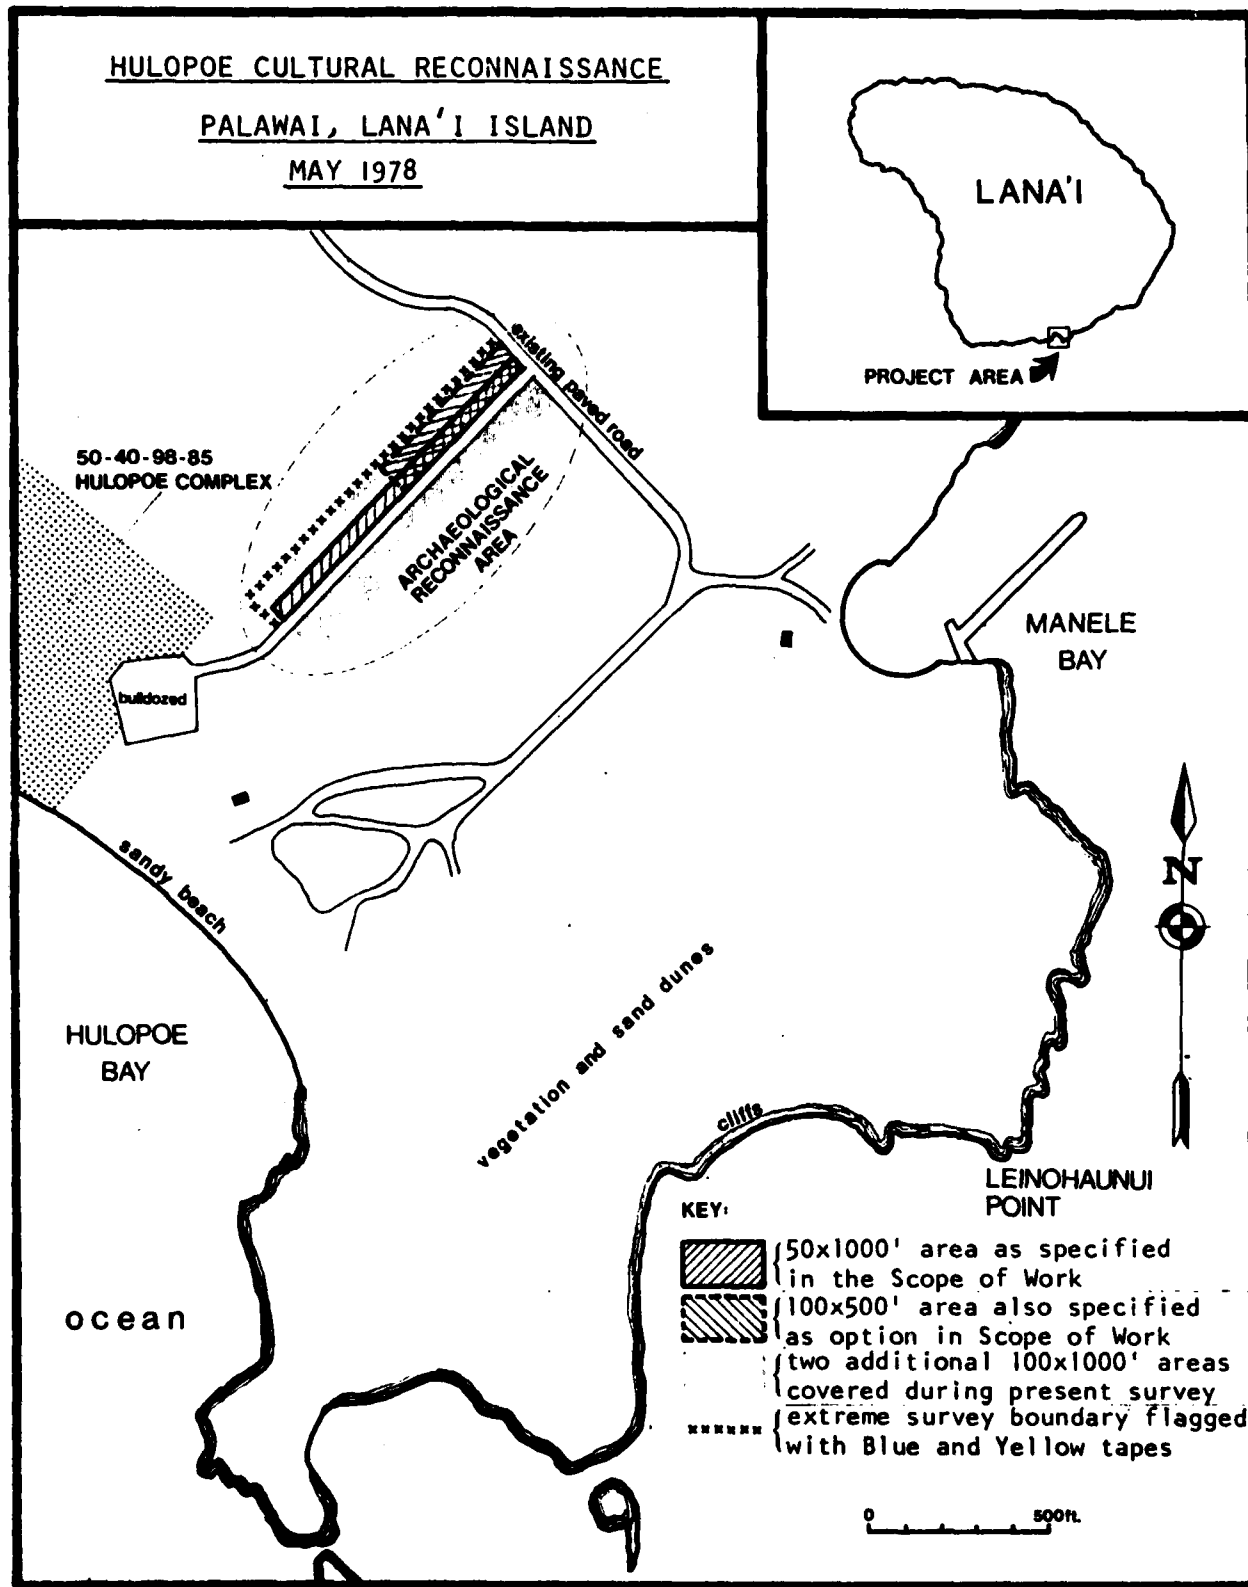 HULOPOE CULTURAL RECONNAISSANCE
PALAWAI, LANA'I ISLAND
MAY 1978
LANA'I
PROJECT AREA
existing paved road
50-40-98-85
HULOPOE COMPLEX
ARCHAEOLOGICAL
RECONNAISSANCE
AREA
MANELE
BAY
bulldozed
sandy beach
N
HULOPOE
BAY
vegetation and sand dunes
cliffs
LEINOHAUNUI
POINT
ocean
KEY:
50x1000' area as specified
in the Scope of Work
100x500' area also specified
as option in Scope of Work
two additional 100x1000' areas
covered during present survey
extreme survey boundary flagged
with Blue and Yellow tapes
0 500ft.